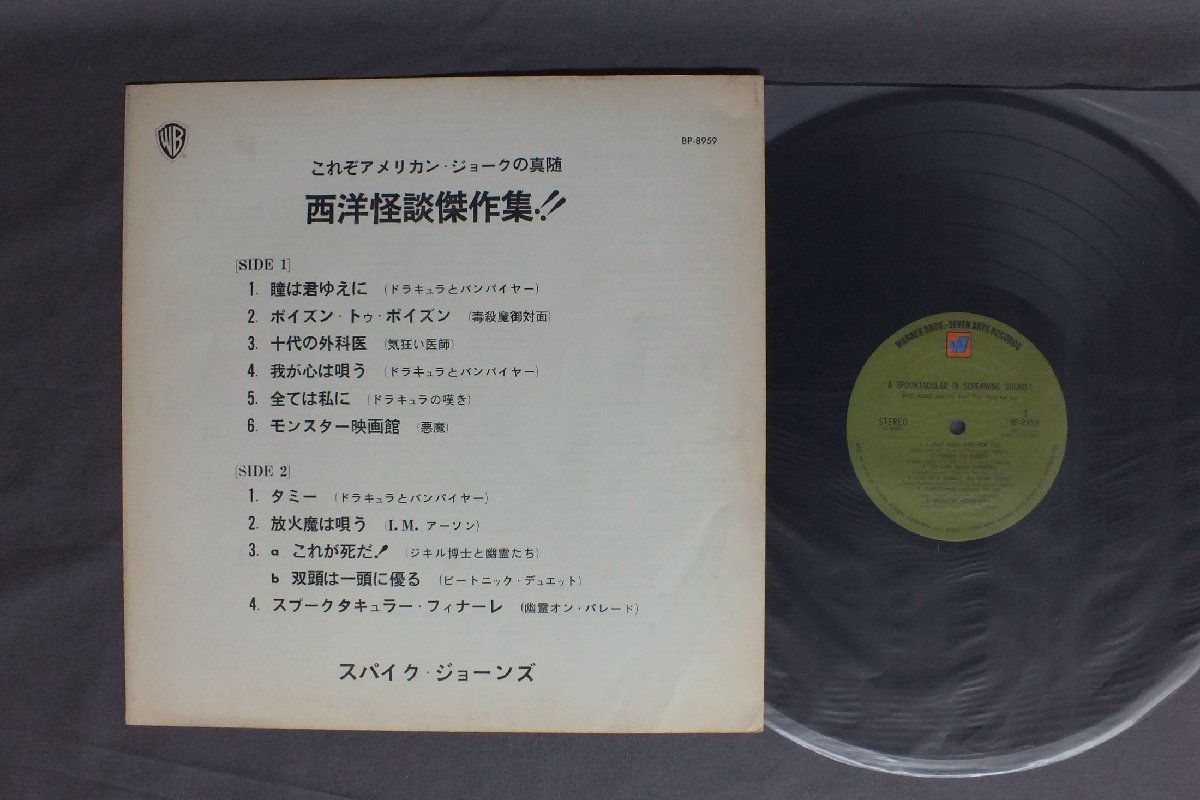 WB
BP-8959
これぞアメリカン・ジョークの真随
西洋怪談傑作集!!
[SIDE 1]
1. 瞳は君ゆえに (ドラキュラとバンパイヤー)
2. ポイズン・トゥ・ポイズン (毒殺魔御対面)
3. 十代の外科医 (気狂い医師)
4. 我が心は唄う (ドラキュラとバンパイヤー)
5. 全ては私に (ドラキュラの嘆き)
6. モンスター映画館 (悪魔)
[SIDE 2]
1. タミー (ドラキュラとバンパイヤー)
2. 放火魔は唄う (I.M. アーソン)
3. a これが死だ! (ジキル博士と幽霊たち)
b 双頭は一頭に優る (ビートニック・デュエット)
4. スプークタキュラー・フィナーレ (幽霊オン・パレード)
スパイク・ジョーンズ
WARNER BROS.-SEVEN ARTS RECORDS
W
A SPOOKTACULAR IN SCREAMING SOUND!
STEREO
1
BP-8959